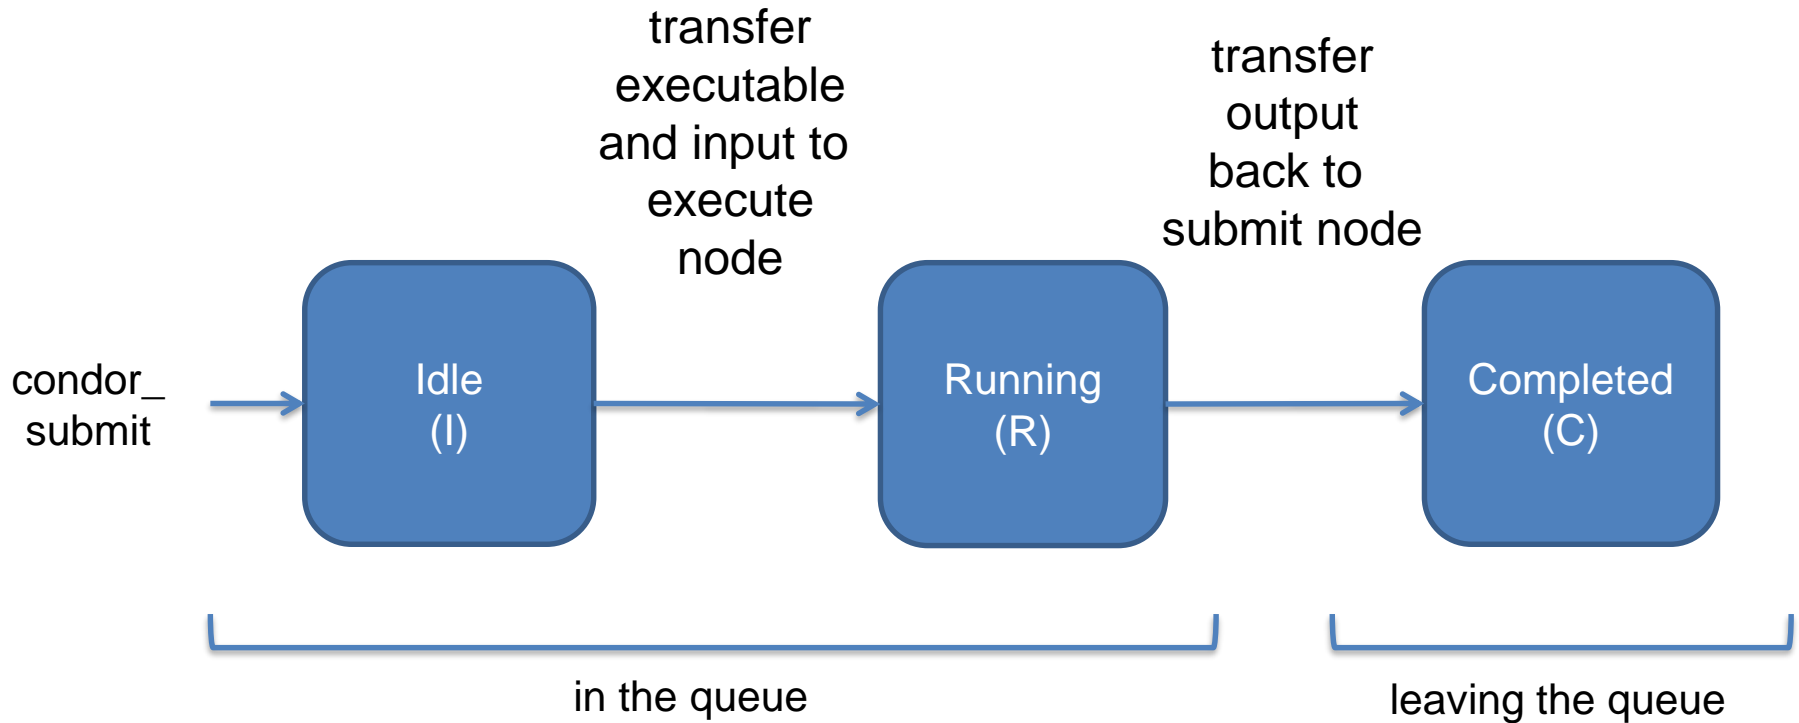 transfer
executable
and input to
execute
node
transfer
output
back to
submit node
condor_
submit
Idle
(I)
Running
(R)
Completed
(C)
in the queue
leaving the queue